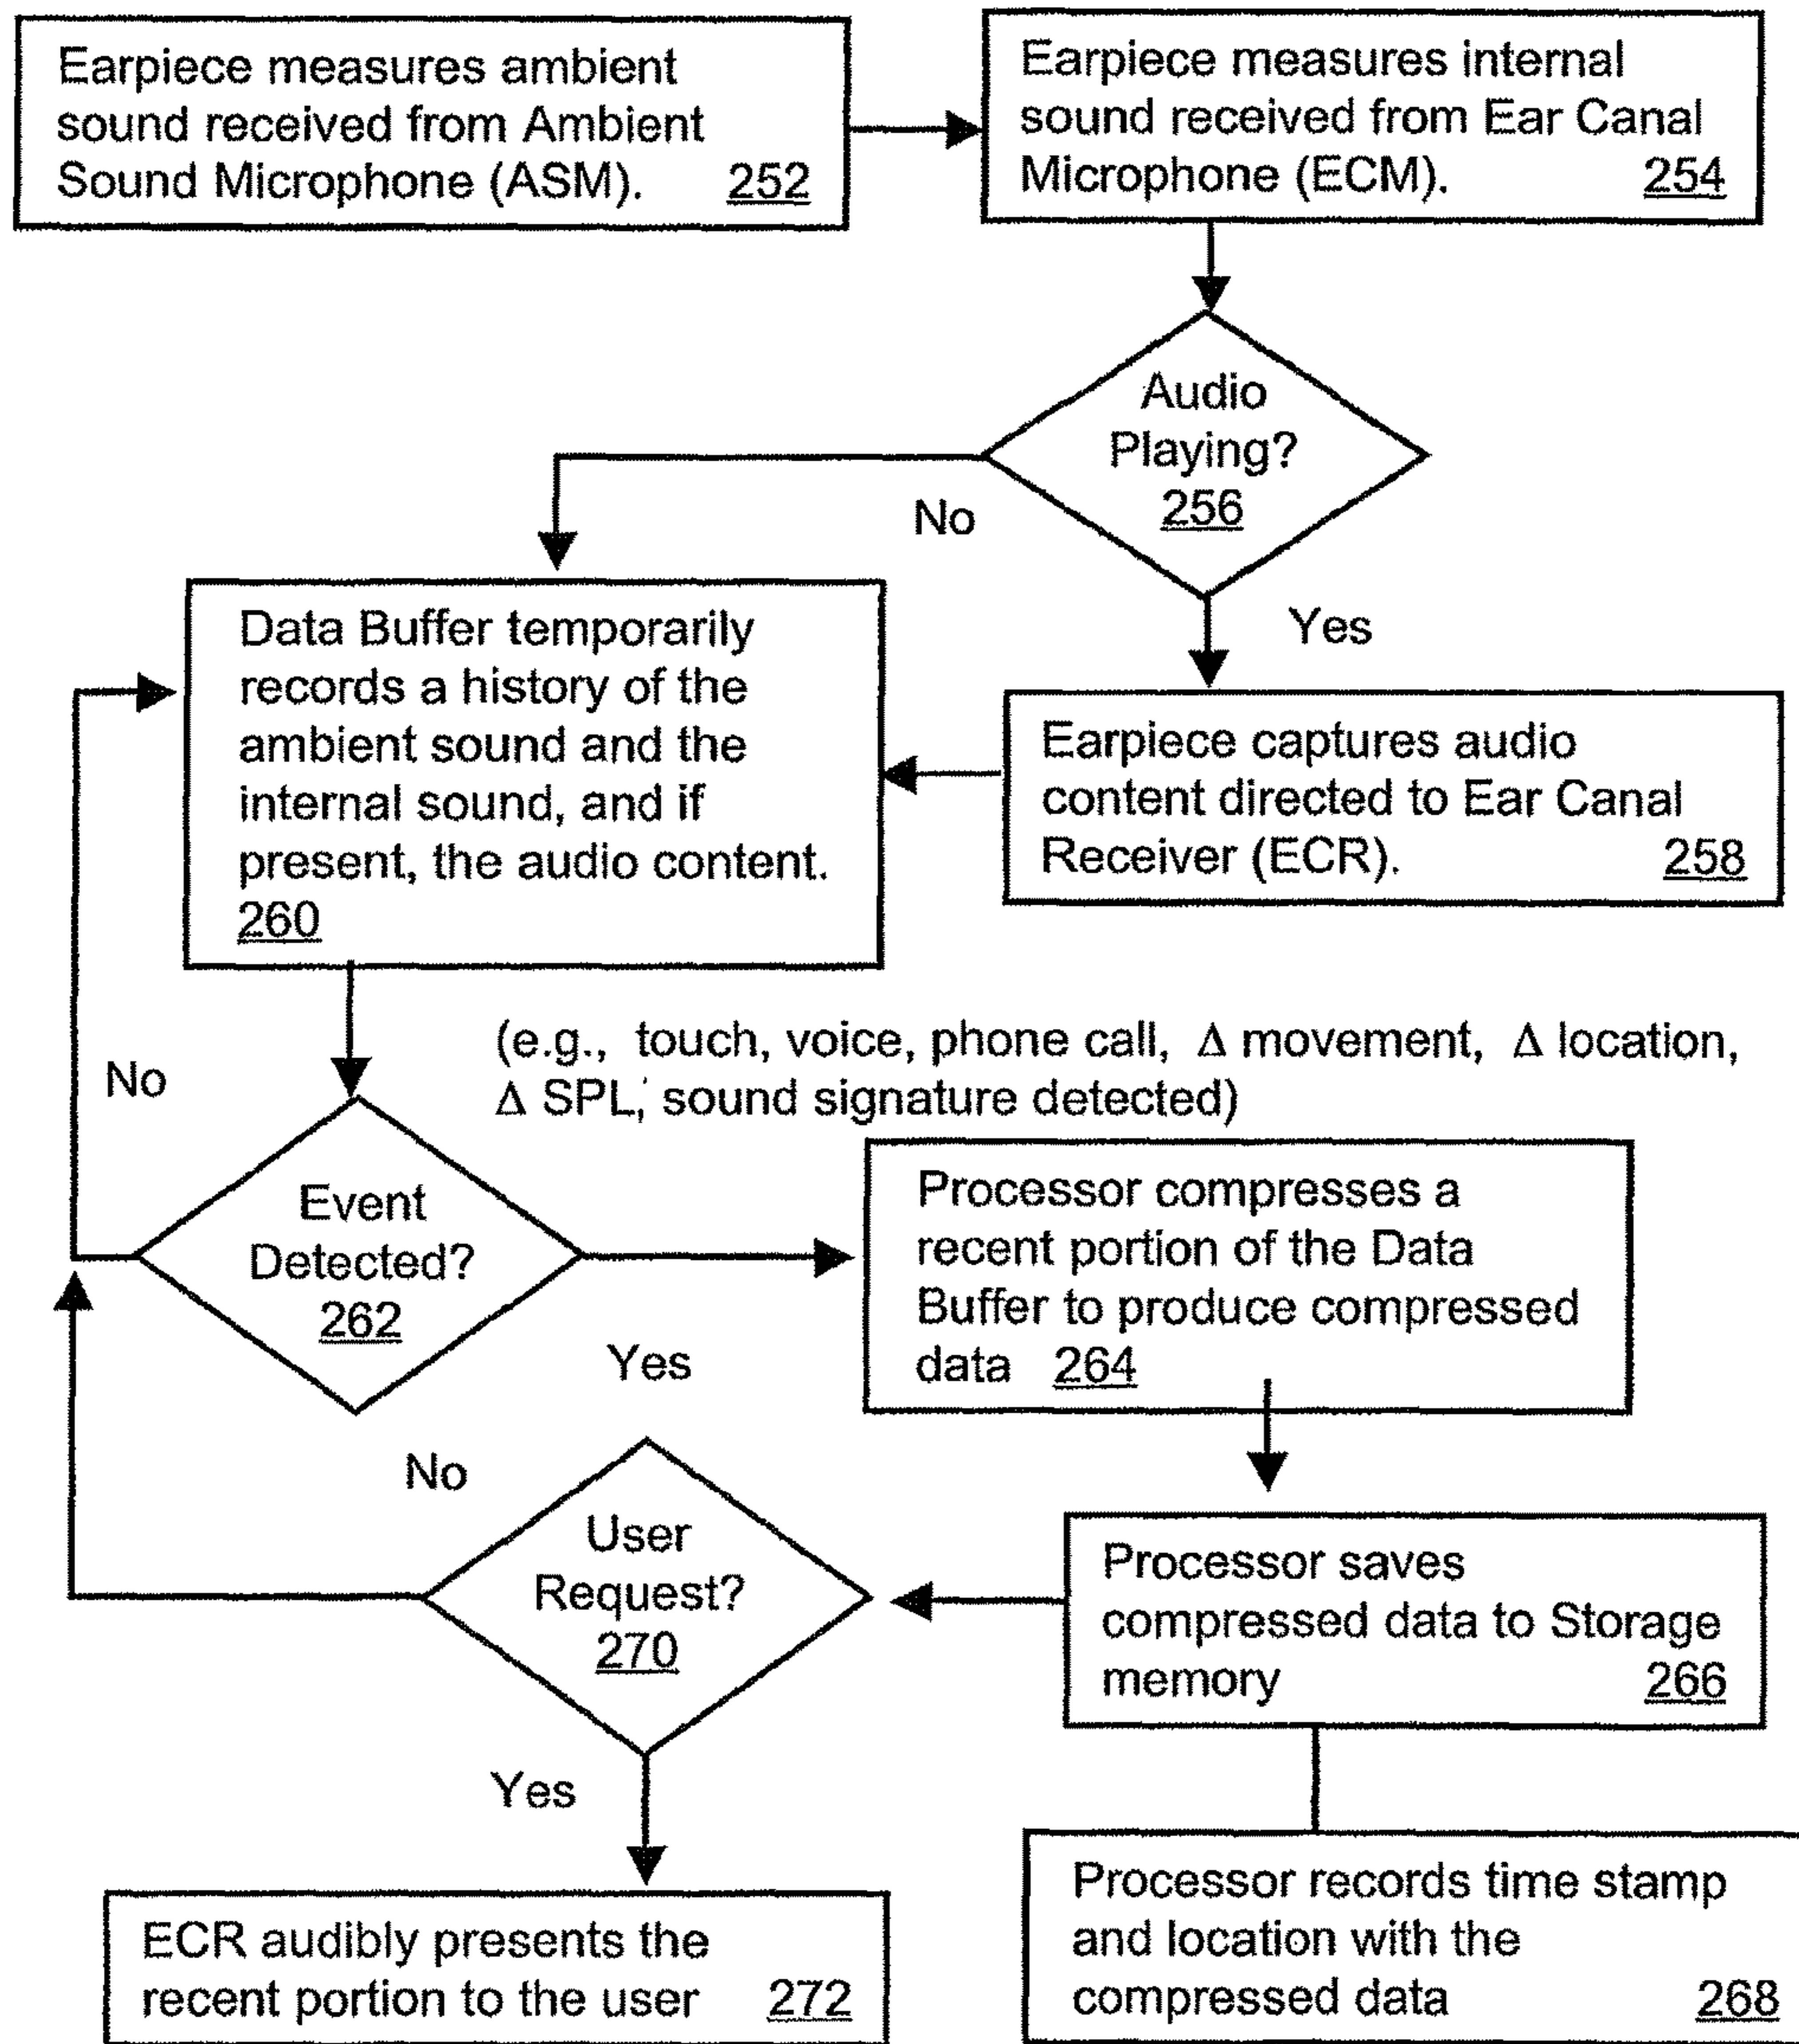 Earpiece measures ambient
sound received from Ambient
Sound Microphone (ASM). 252
Earpiece measures internal
sound received from Ear Canal
Microphone (ECM). 254
Audio
Playing?
256
No
Yes
Data Buffer temporarily
records a history of the
ambient sound and the
internal sound, and if
present, the audio content.
260
Earpiece captures audio
content directed to Ear Canal
Receiver (ECR). 258
(e.g., touch, voice, phone call, Δ movement, Δ location,
Δ SPL, sound signature detected)
No
Event
Detected?
262
Yes
Processor compresses a
recent portion of the Data
Buffer to produce compressed
data 264
No
User
Request?
270
Yes
Processor saves
compressed data to Storage
memory 266
ECR audibly presents the
recent portion to the user 272
Processor records time stamp
and location with the
compressed data 268